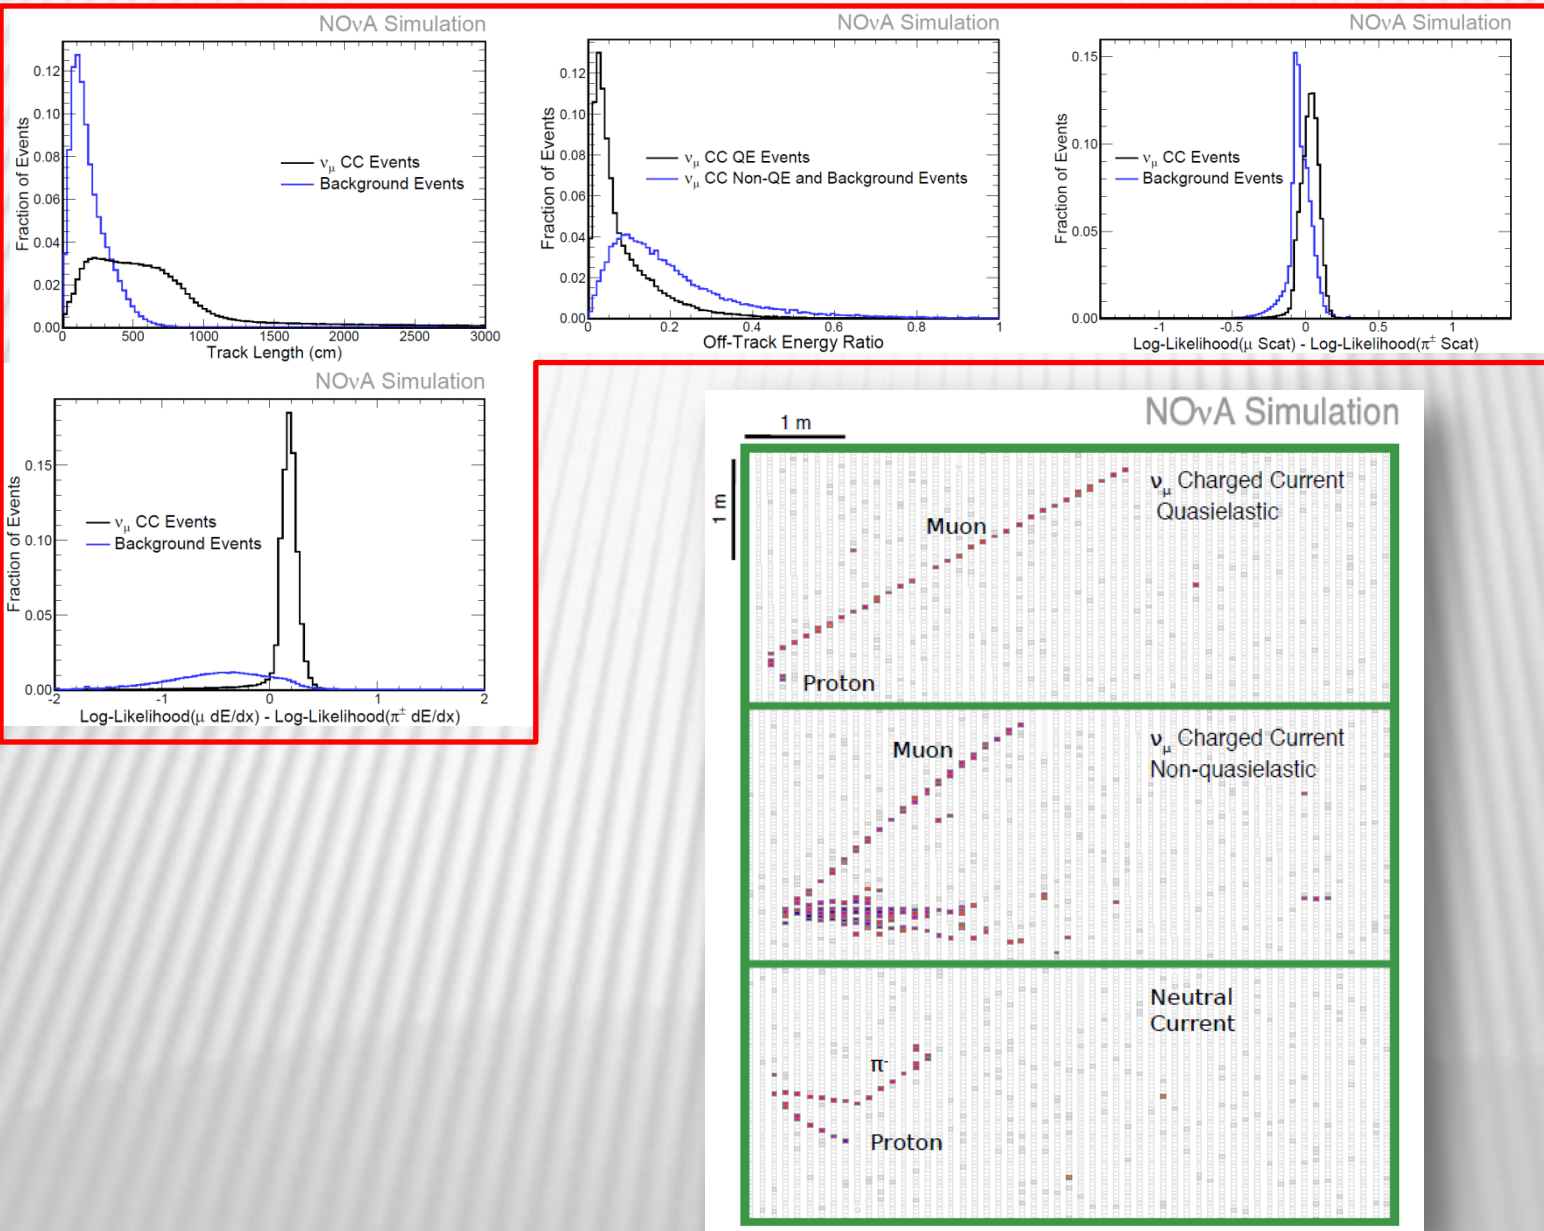 NOνA Simulation
0.12
0.10
0.08
0.06
0.04
0.02
0.00
Fraction of Events
νμ CC Events
Background Events
0 500 1000 1500 2000 2500 3000
Track Length (cm)
NOνA Simulation
0.12
0.10
0.08
0.06
0.04
0.02
0.00
Fraction of Events
νμ CC QE Events
νμ CC Non-QE and Background Events
0 0.2 0.4 0.6 0.8 1
Off-Track Energy Ratio
NOνA Simulation
0.15
0.10
0.05
0.00
Fraction of Events
νμ CC Events
Background Events
-1 -0.5 0 0.5 1
Log-Likelihood(μ Scat) - Log-Likelihood(π± Scat)
NOνA Simulation
0.15
0.10
0.05
0.00
Fraction of Events
νμ CC Events
Background Events
-2 -1 0 1 2
Log-Likelihood(μ dE/dx) - Log-Likelihood(π± dE/dx)
NOνA Simulation
1 m
1 m
νμ Charged Current
Quasielastic
Muon
Proton
νμ Charged Current
Non-quasielastic
Muon
Neutral
Current
π-
Proton